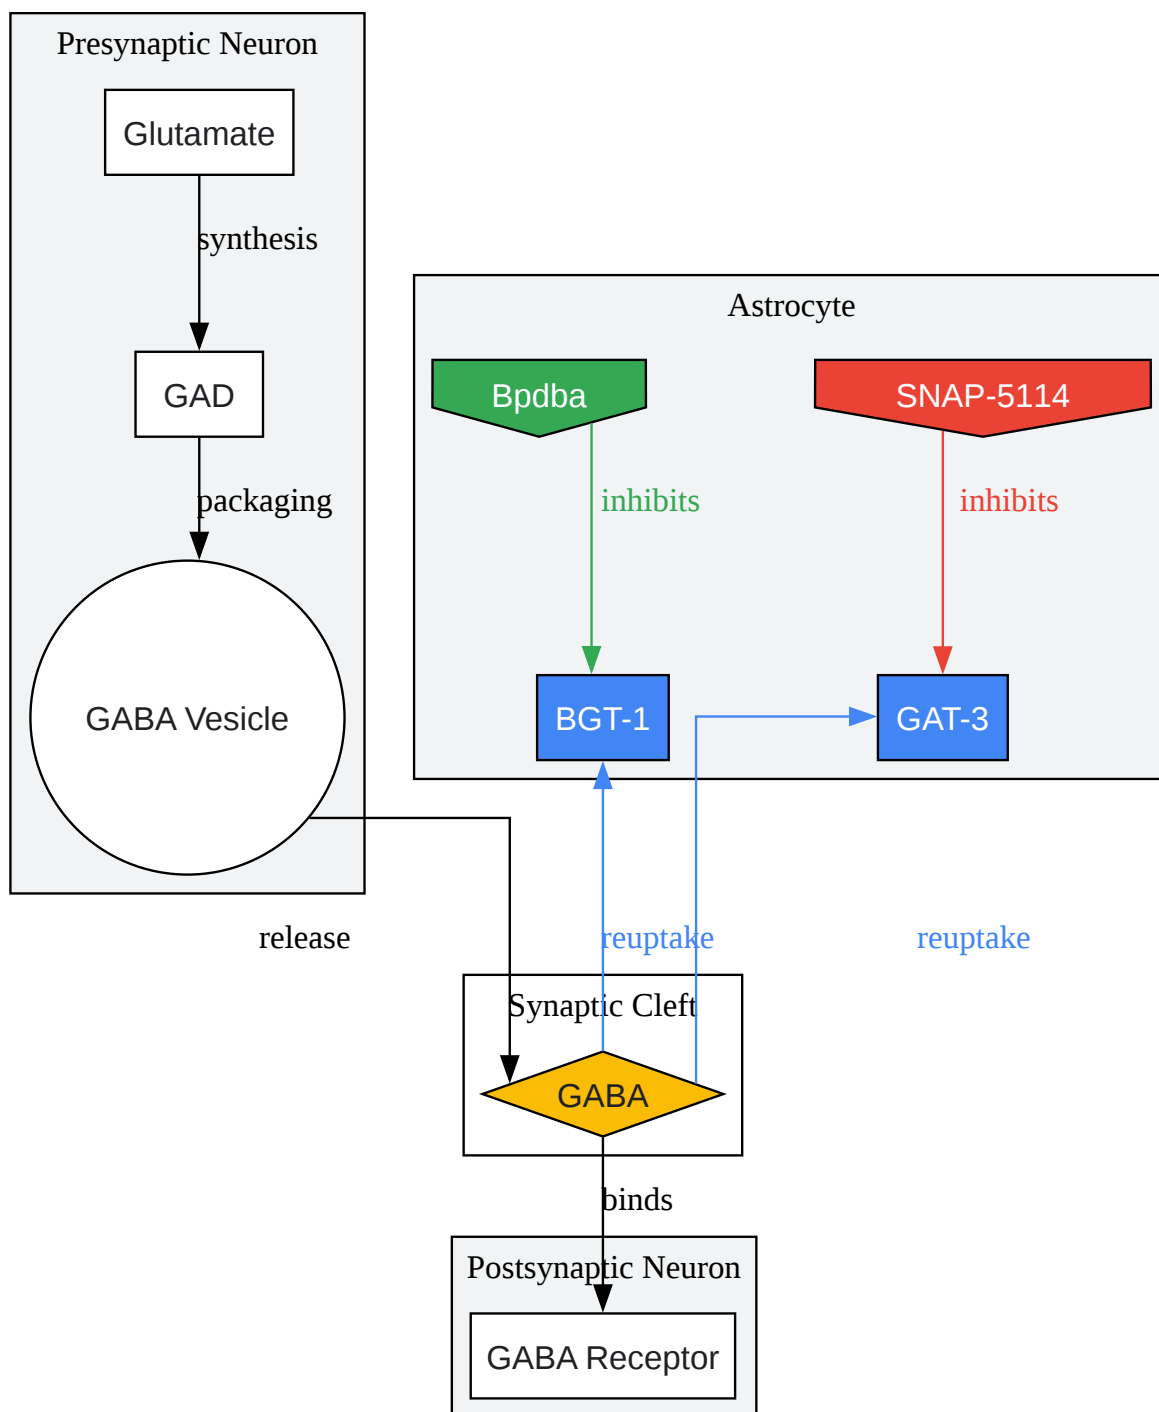 Presynaptic Neuron
Glutamate
synthesis
GAD
packaging
GABA Vesicle
release
Astrocyte
Bpdba
SNAP-5114
inhibits
inhibits
BGT-1
GAT-3
reuptake
reuptake
Synaptic Cleft
GABA
binds
Postsynaptic Neuron
GABA Receptor